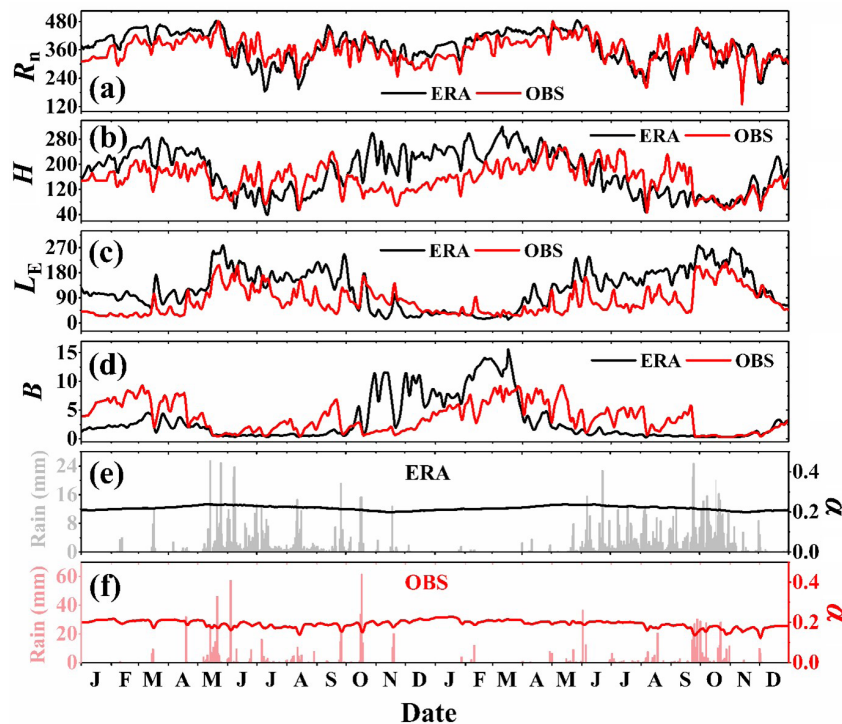 480
360
240
120
Rn
(a)
ERA
OBS
280
200
120
40
H
(b)
ERA
OBS
270
180
90
0
LE
(c)
ERA
OBS
15
10
5
0
B
(d)
ERA
OBS
24
16
8
0
Rain (mm)
(e)
ERA
0.4
0.2
0.0
α
60
40
20
0
Rain (mm)
(f)
OBS
0.4
0.2
0.0
α
J F M A M J J A S O N D J F M A M J J A S O N D
Date